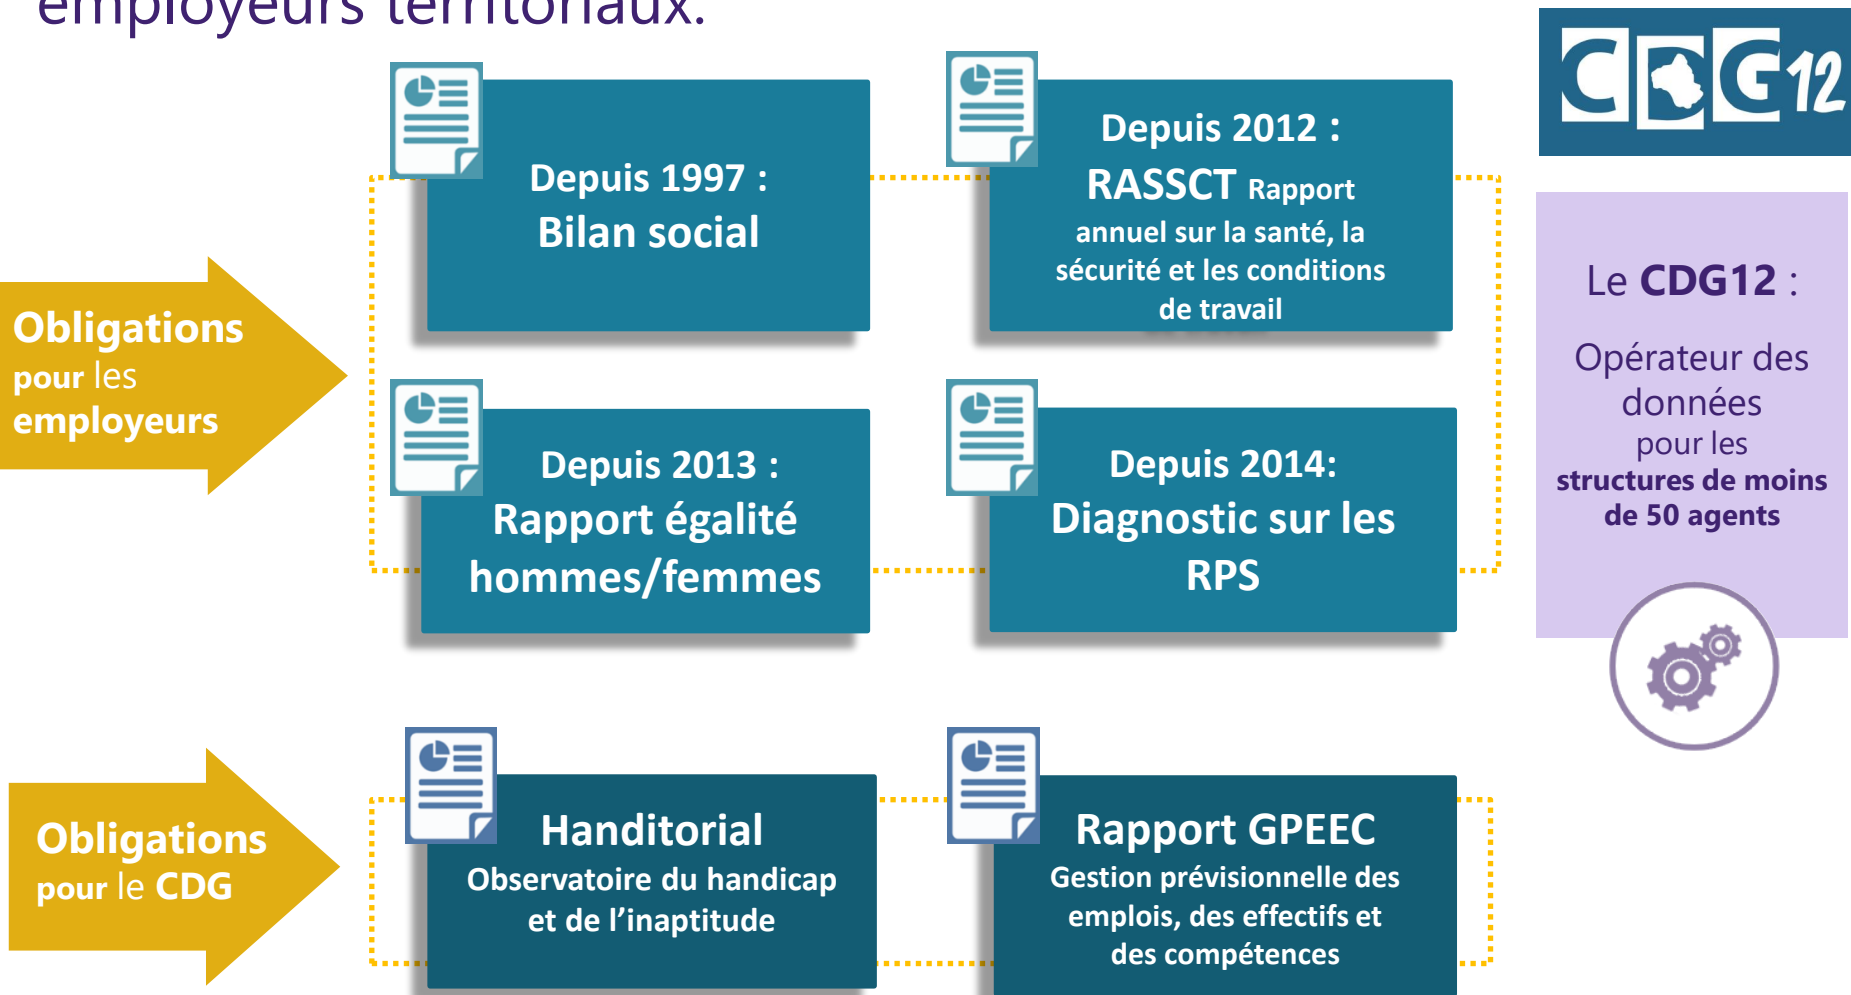 employeurs territoriaux.
CDG12
Obligations
pour les
employeurs
Depuis 1997 :
Bilan social
Depuis 2012 :
RASSCT Rapport
annuel sur la santé, la
sécurité et les conditions
de travail
Depuis 2013 :
Rapport égalité
hommes/femmes
Depuis 2014:
Diagnostic sur les
RPS
Le CDG12 :
Opérateur des
données
pour les
structures de moins
de 50 agents
Obligations
pour le CDG
Handitorial
Observatoire du handicap
et de l’inaptitude
Rapport GPEEC
Gestion prévisionnelle des
emplois, des effectifs et
des compétences